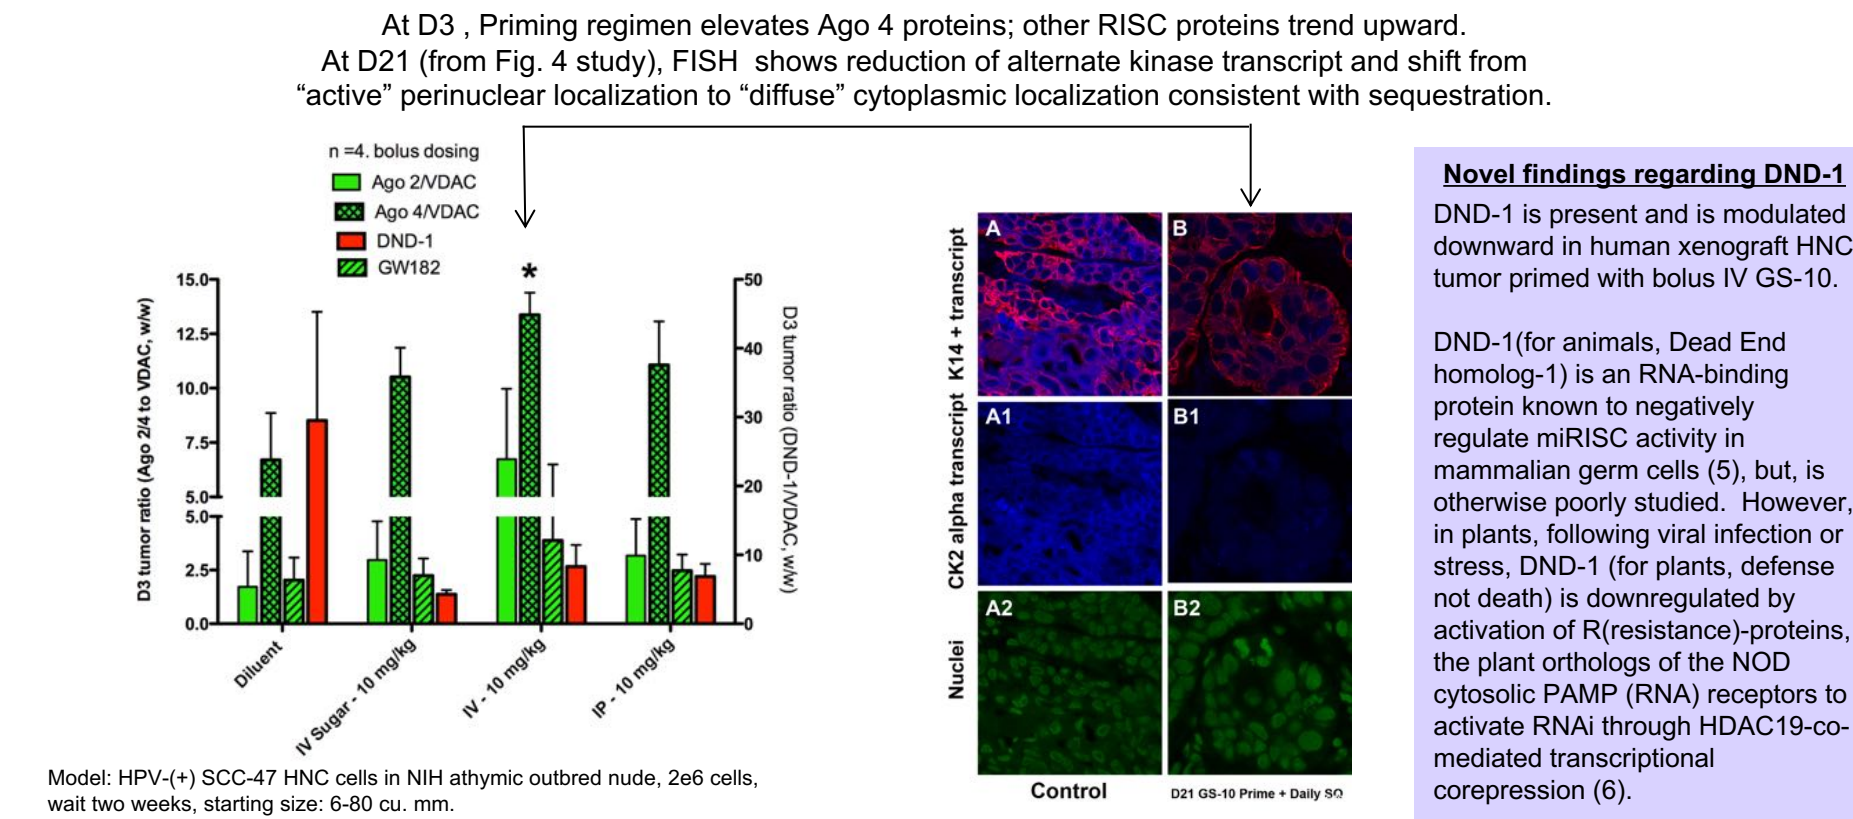 At D3 , Priming regimen elevates Ago 4 proteins; other RISC proteins trend upward.
At D21 (from Fig. 4 study), FISH shows reduction of alternate kinase transcript and shift from
“active” perinuclear localization to “diffuse” cytoplasmic localization consistent with sequestration.
n =4. bolus dosing
Ago 2/VDAC
Ago 4/VDAC
DND-1
GW182
*
D3 tumor ratio (Ago 2/4 to VDAC, w/w)
15.0
12.5
10.0
7.5
5.0
5.0
2.5
0.0
50
40
30
20
10
0
D3 tumor ratio (DND-1/VDAC, w/w)
Diluent
IV Sugar - 10 mg/kg
IV - 10 mg/kg
IP - 10 mg/kg
Model: HPV-(+) SCC-47 HNC cells in NIH athymic outbred nude, 2e6 cells,
wait two weeks, starting size: 6-80 cu. mm.
K14 + transcript
CK2 alpha transcript
Nuclei
A
B
A1
B1
A2
B2
Control
D21 GS-10 Prime + Daily SQ
Novel findings regarding DND-1
DND-1 is present and is modulated
downward in human xenograft HNC
tumor primed with bolus IV GS-10.
DND-1(for animals, Dead End
homolog-1) is an RNA-binding
protein known to negatively
regulate miRISC activity in
mammalian germ cells (5), but, is
otherwise poorly studied. However,
in plants, following viral infection or
stress, DND-1 (for plants, defense
not death) is downregulated by
activation of R(resistance)-proteins,
the plant orthologs of the NOD
cytosolic PAMP (RNA) receptors to
activate RNAi through HDAC19-co-
mediated transcriptional
corepression (6).